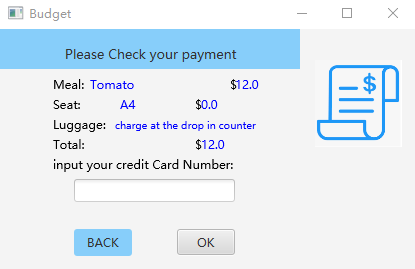 Budget
Please Check your payment
Meal: Tomato $12.0
Seat: A4 $0.0
Luggage: charge at the drop in counter
Total: $12.0
input your credit Card Number:
BACK OK
$